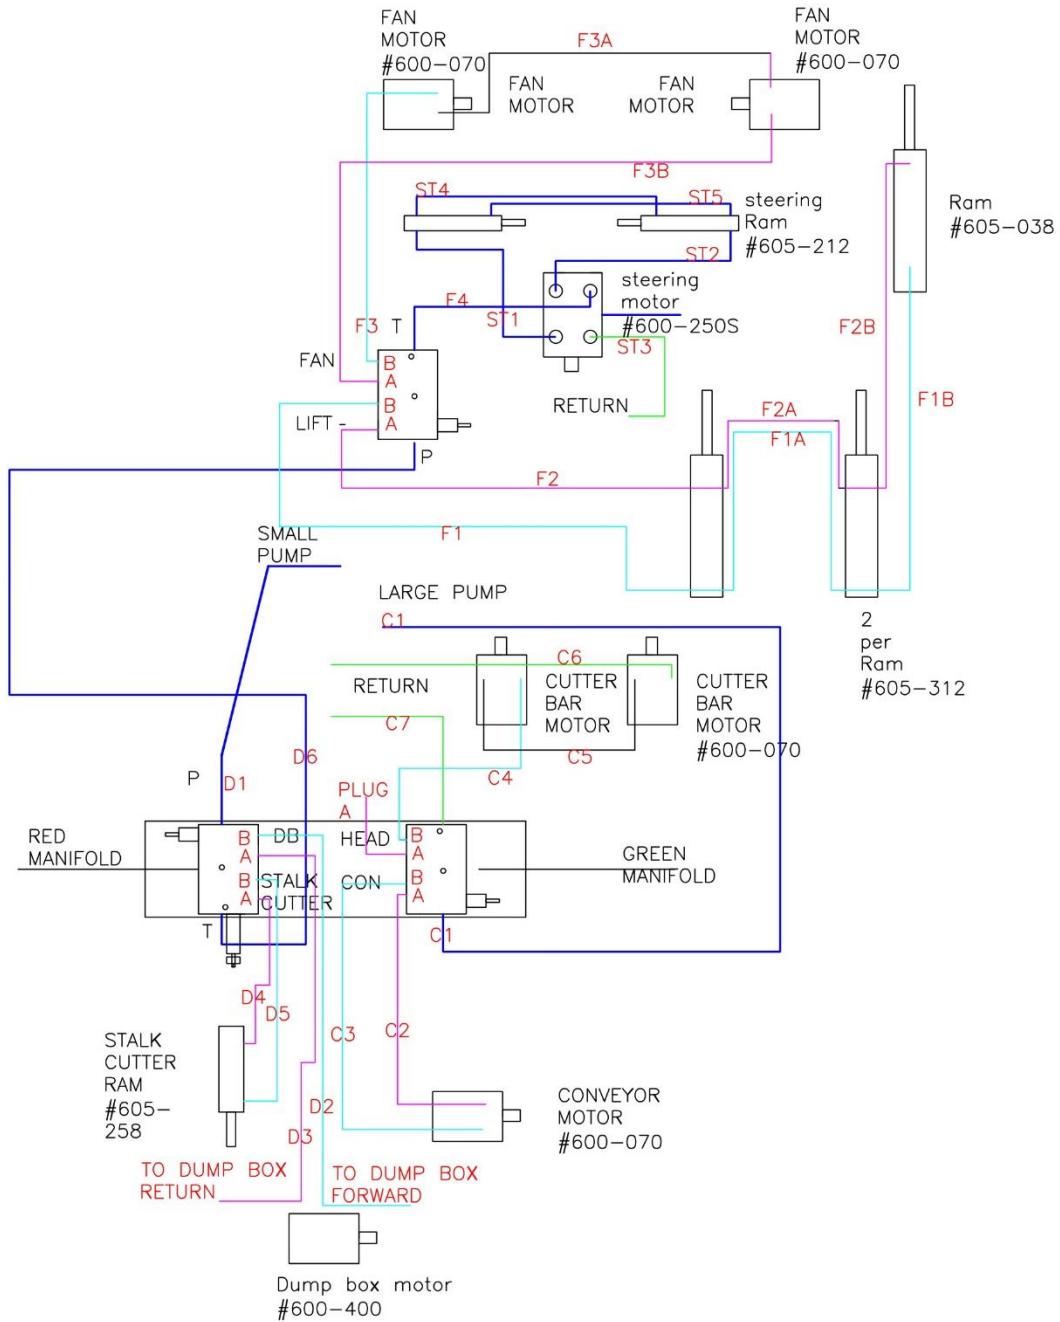 FAN
MOTOR
#600-070
F3A
FAN
MOTOR
#600-070
FAN
MOTOR
FAN
MOTOR
F3B
ST4
ST5
steering
Ram
#605-212
Ram
#605-038
ST2
steering
motor
#600-250S
F4
ST1
F3
T
ST3
F2B
FAN
B
A
B
A
LIFT -
P
RETURN
F2A
F1A
F1B
F2
F1
SMALL
PUMP
LARGE PUMP
C1
2
per
Ram
#605-312
C6
RETURN
CUTTER
BAR
MOTOR
CUTTER
BAR
MOTOR
#600-070
C7
C5
C4
D6
P
D1
PLUG
A
RED
MANIFOLD
B
A
B
A
DB
STALK
CUTTER
HEAD
CON
B
A
B
A
GREEN
MANIFOLD
T
C1
D4
D5
C3
C2
STALK
CUTTER
RAM
#605-
258
D2
D3
CONVEYOR
MOTOR
#600-070
TO DUMP BOX
RETURN
TO DUMP BOX
FORWARD
Dump box motor
#600-400